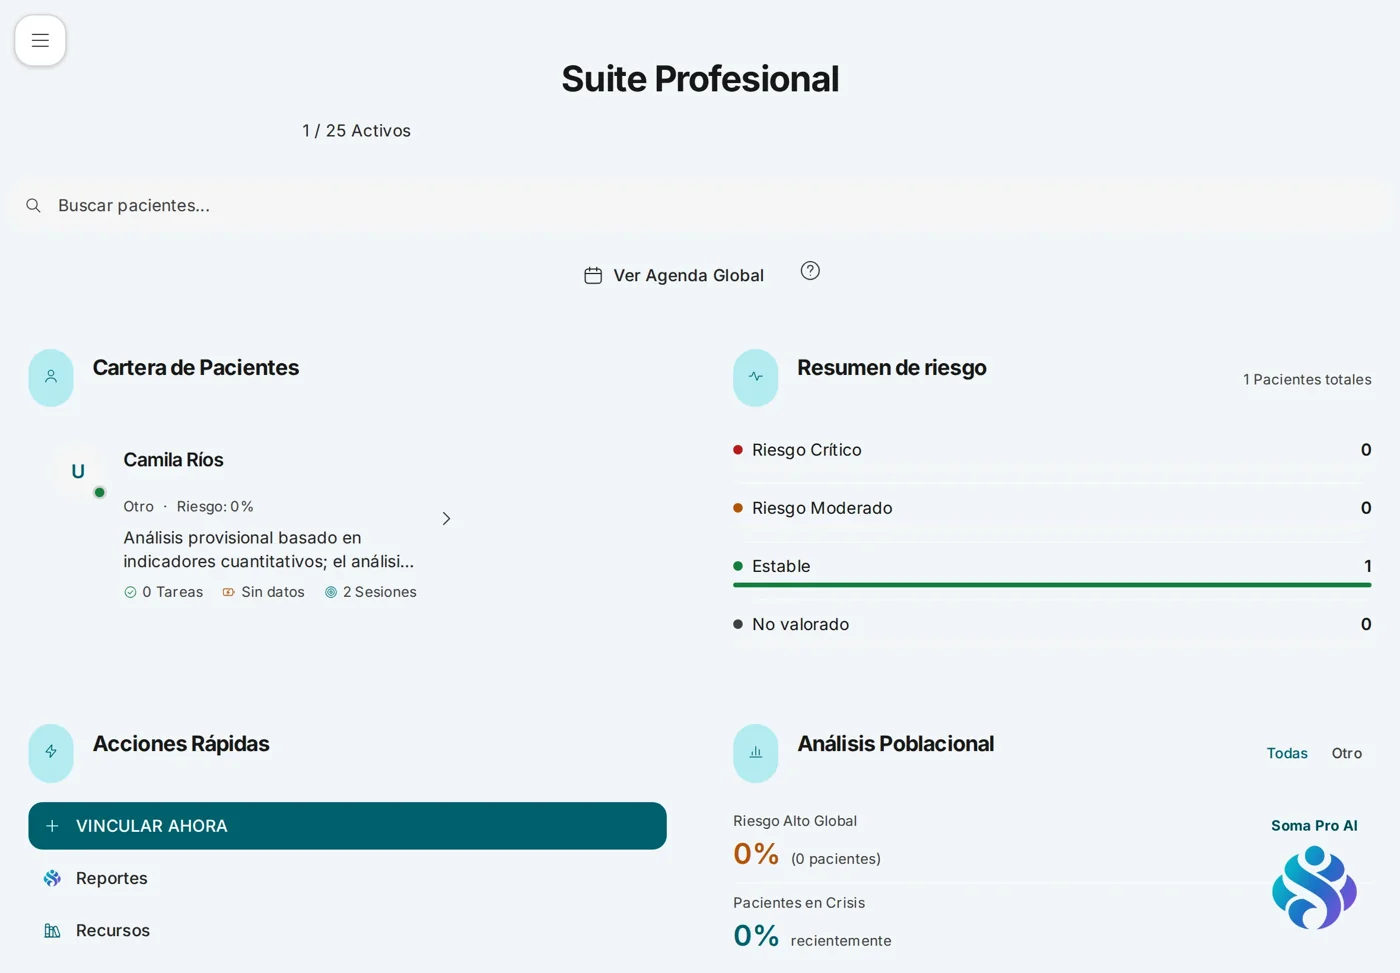 Suite Profesional
1 / 25 Activos
Buscar pacientes...
Ver Agenda Global
Cartera de Pacientes
U
Camila Ríos
Otro · Riesgo: 0%
Análisis provisional basado en
indicadores cuantitativos; el análisi...
0 Tareas Sin datos 2 Sesiones
Resumen de riesgo
1 Pacientes totales
Riesgo Crítico 0
Riesgo Moderado 0
Estable 1
No valorado 0
Acciones Rápidas
VINCULAR AHORA
Reportes
Recursos
Análisis Poblacional
Todas Otro
Riesgo Alto Global
0% (0 pacientes)
Pacientes en Crisis
0% recientemente
Soma Pro AI